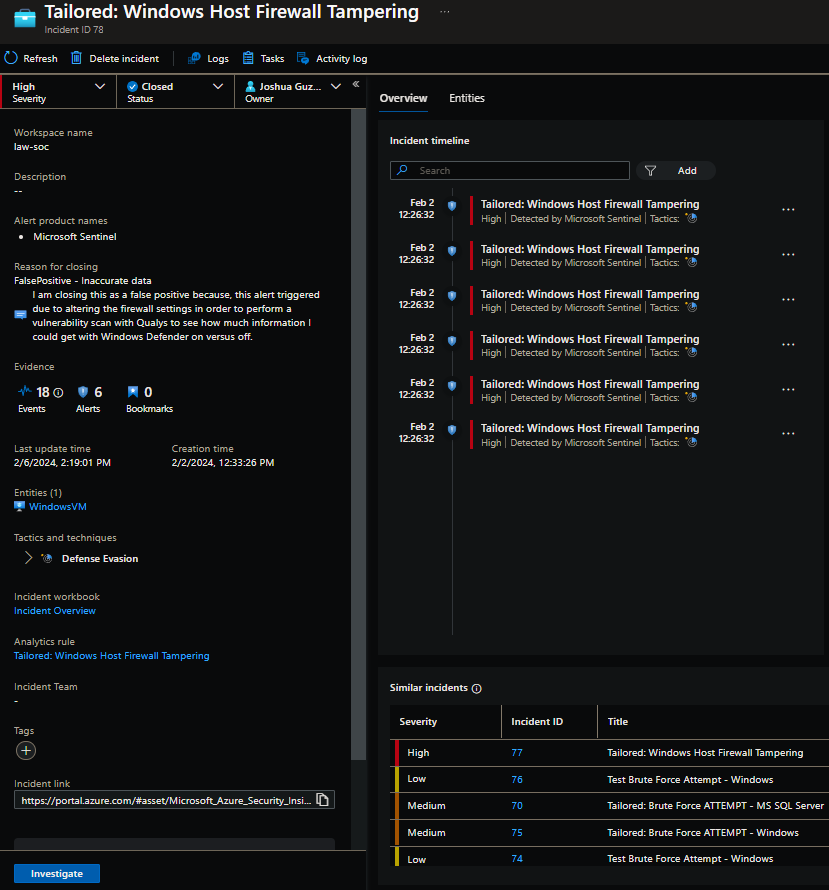 Tailored: Windows Host Firewall Tampering ...
Incident ID 78
Refresh Delete incident Logs Tasks Activity log
High
Severity
Closed
Status
Joshua Guz...
Owner
«
Workspace name
law-soc
Description
--
Alert product names
• Microsoft Sentinel
Reason for closing
FalsePositive - Inaccurate data
I am closing this as a false positive because, this alert triggered
due to altering the firewall settings in order to perform a
vulnerability scan with Qualys to see how much information I
could get with Windows Defender on versus off.
Evidence
18 6 0
Events Alerts Bookmarks
Last update time Creation time
2/6/2024, 2:19:01 PM 2/2/2024, 12:33:26 PM
Entities (1)
WindowsVM
Tactics and techniques
Defense Evasion
Incident workbook
Incident Overview
Analytics rule
Tailored: Windows Host Firewall Tampering
Incident Team
-
Tags
+
Incident link
https://portal.azure.com/#asset/Microsoft_Azure_Security_Insi...
Investigate
Overview Entities
Incident timeline
Search Add
Feb 2 Tailored: Windows Host Firewall Tampering ...
12:26:32 High | Detected by Microsoft Sentinel | Tactics:
Feb 2 Tailored: Windows Host Firewall Tampering ...
12:26:32 High | Detected by Microsoft Sentinel | Tactics:
Feb 2 Tailored: Windows Host Firewall Tampering ...
12:26:32 High | Detected by Microsoft Sentinel | Tactics:
Feb 2 Tailored: Windows Host Firewall Tampering ...
12:26:32 High | Detected by Microsoft Sentinel | Tactics:
Feb 2 Tailored: Windows Host Firewall Tampering ...
12:26:32 High | Detected by Microsoft Sentinel | Tactics:
Feb 2 Tailored: Windows Host Firewall Tampering ...
12:26:32 High | Detected by Microsoft Sentinel | Tactics:
Similar incidents
Severity Incident ID Title
High 77 Tailored: Windows Host Firewall Tampering
Low 76 Test Brute Force Attempt - Windows
Medium 70 Tailored: Brute Force ATTEMPT - MS SQL Server
Medium 75 Tailored: Brute Force ATTEMPT - Windows
Low 74 Test Brute Force Attempt - Windows